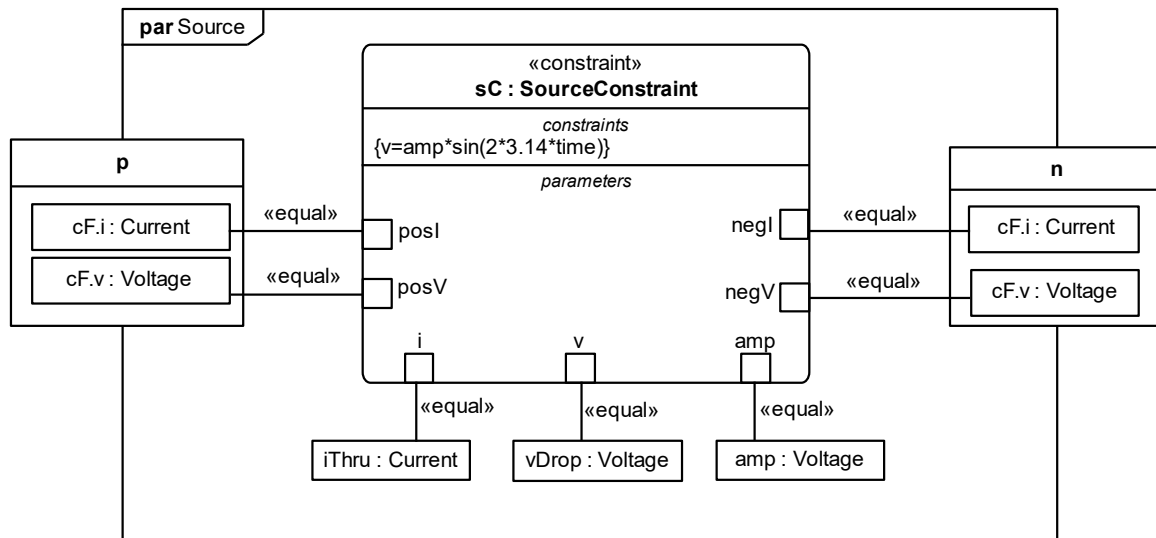 par Source
«constraint»
sC : SourceConstraint
constraints
{v=amp*sin(2*3.14*time)}
parameters
p
cF.i : Current
cF.v : Voltage
«equal»
«equal»
posI
posV
negI
negV
«equal»
«equal»
n
cF.i : Current
cF.v : Voltage
i
v
amp
«equal»
«equal»
«equal»
iThru : Current
vDrop : Voltage
amp : Voltage